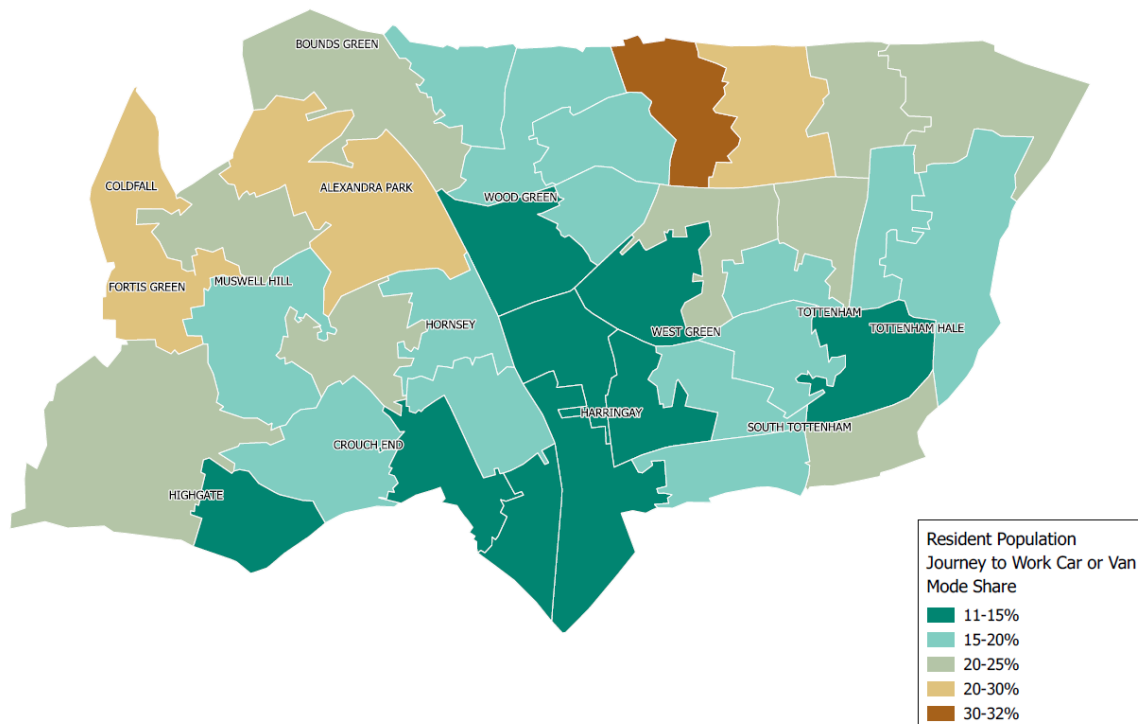 BOUNDS GREEN
COLDFALL
ALEXANDRA PARK
WOOD GREEN
FORTIS GREEN
MUSWELL HILL
HORNSEY
WEST GREEN
TOTTENHAM
TOTTENHAM HALE
HARRINGAY
SOUTH TOTTENHAM
CROUCH END
HIGHGATE
Resident Population
Journey to Work Car or Van
Mode Share
11-15%
15-20%
20-25%
20-30%
30-32%